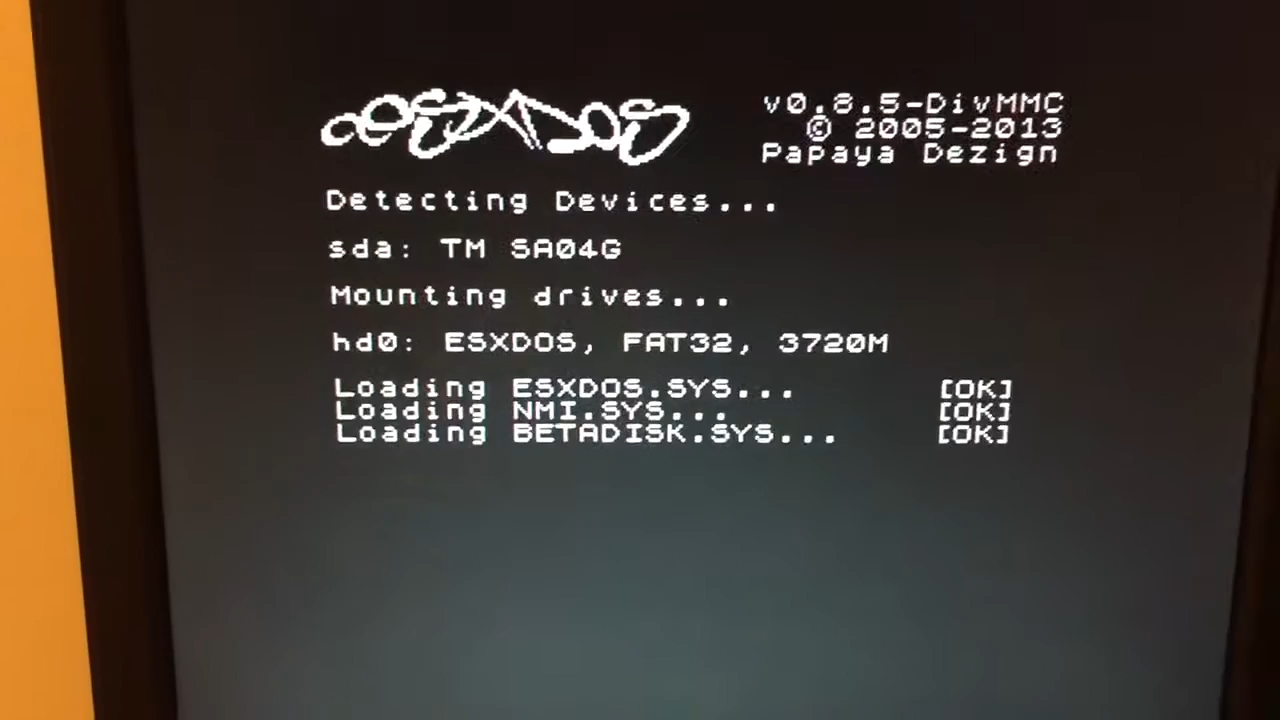 esxDOS
v0.8.5-DivMMC
© 2005-2013
Papaya Dezign
Detecting Devices...
sda: TM SA04G
Mounting drives...
hd0: ESXDOS, FAT32, 3720M
Loading ESXDOS.SYS... [OK]
Loading NMI.SYS... [OK]
Loading BETADISK.SYS... [OK]